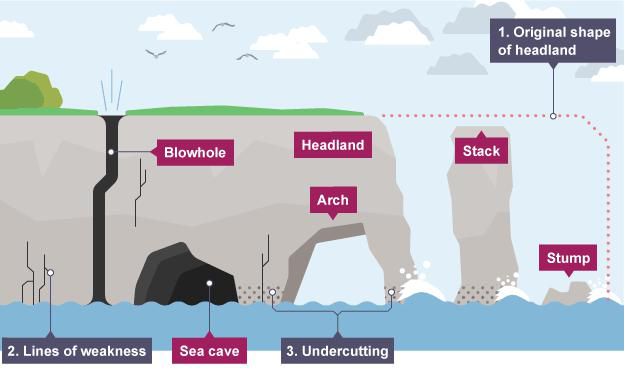 1. Original shape
of headland
Blowhole
Headland
Stack
Arch
Stump
2. Lines of weakness
Sea cave
3. Undercutting